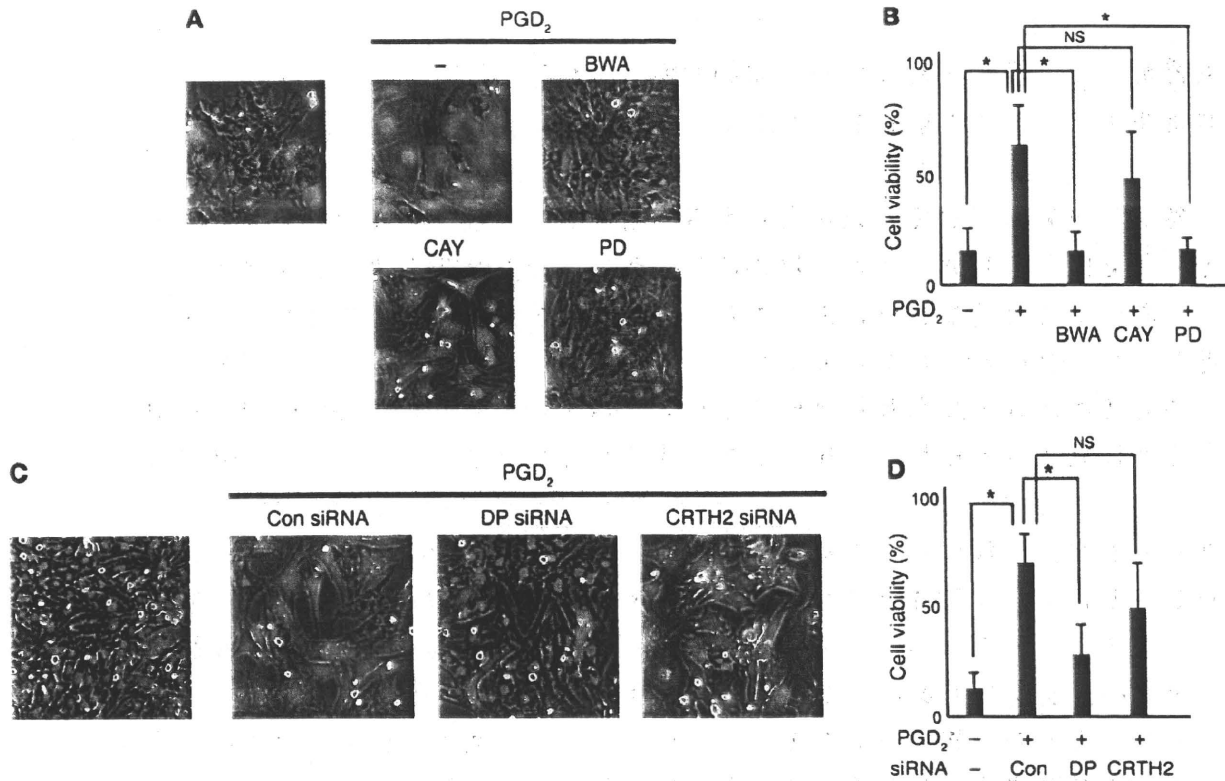 A
PGD2
– BWA
CAY PD
B
* NS * *
Cell viability (%)
100
50
0
PGD2 – + + + +
BWA CAY PD
C
PGD2
Con siRNA DP siRNA CRTH2 siRNA
D
NS
* *
Cell viability (%)
100
50
0
PGD2 – + + +
siRNA – Con DP CRTH2